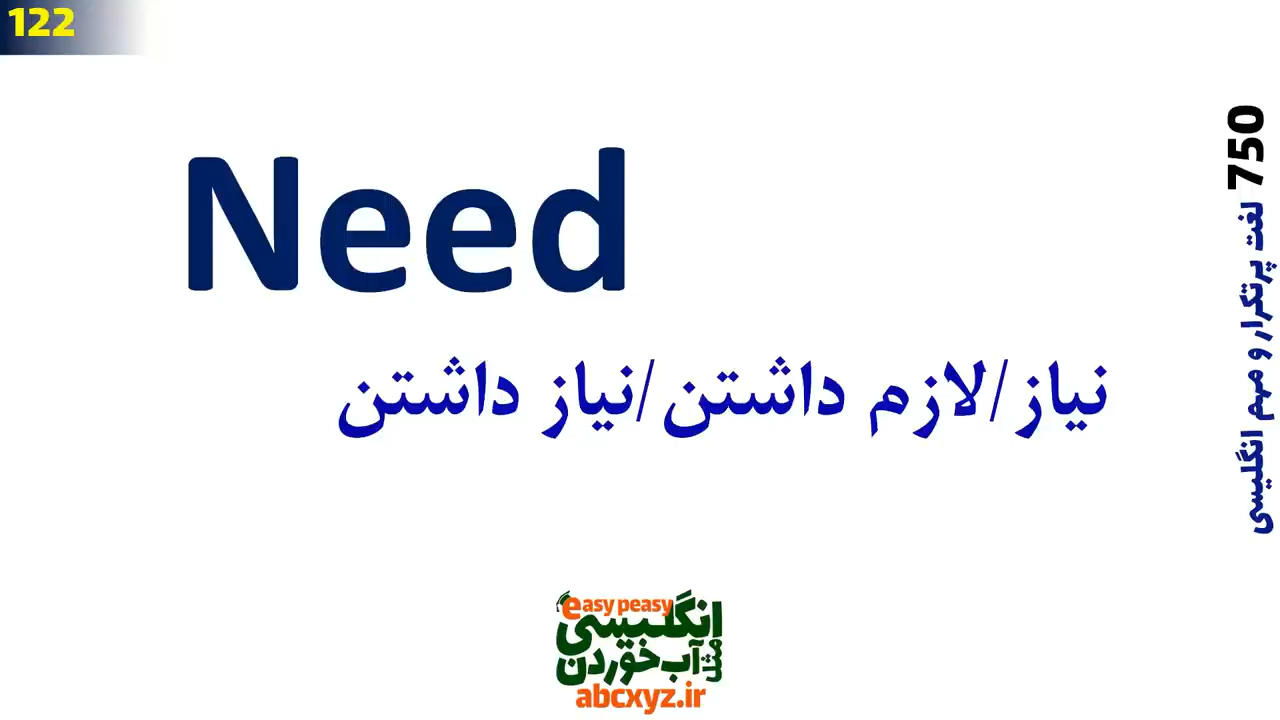 122
Need
نیاز/لازم داشتن/نیاز داشتن
750 لغت پرتکرار و مهم انگلیسی
easy peasy
انگلیسی
مثل آب خوردن
abcxyz.ir